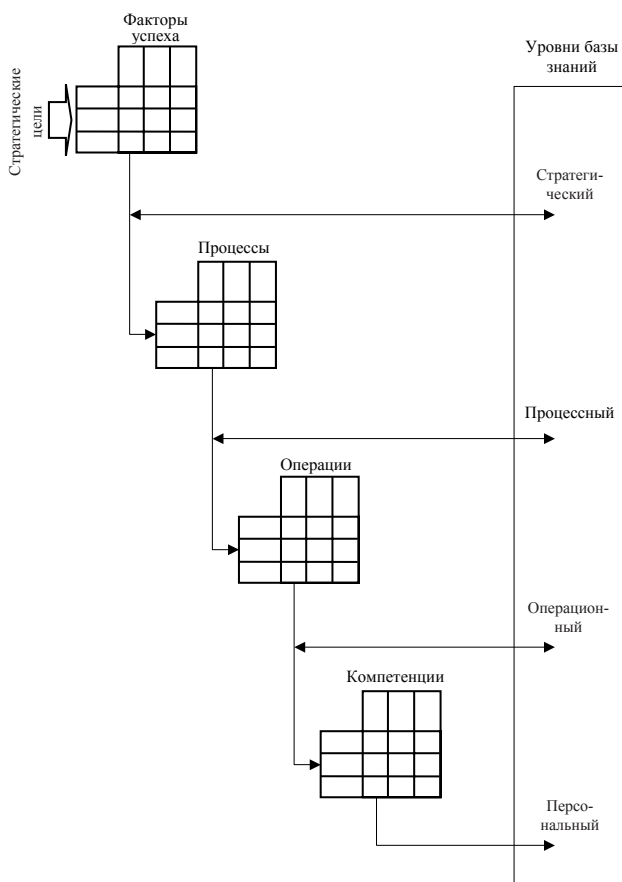 Факторы
успеха
Уровни базы
знаний
Стратегические
цели
Стратеги-
ческий
Процессы
Процессный
Операции
Операцион-
ный
Компетенции
Персо-
нальный